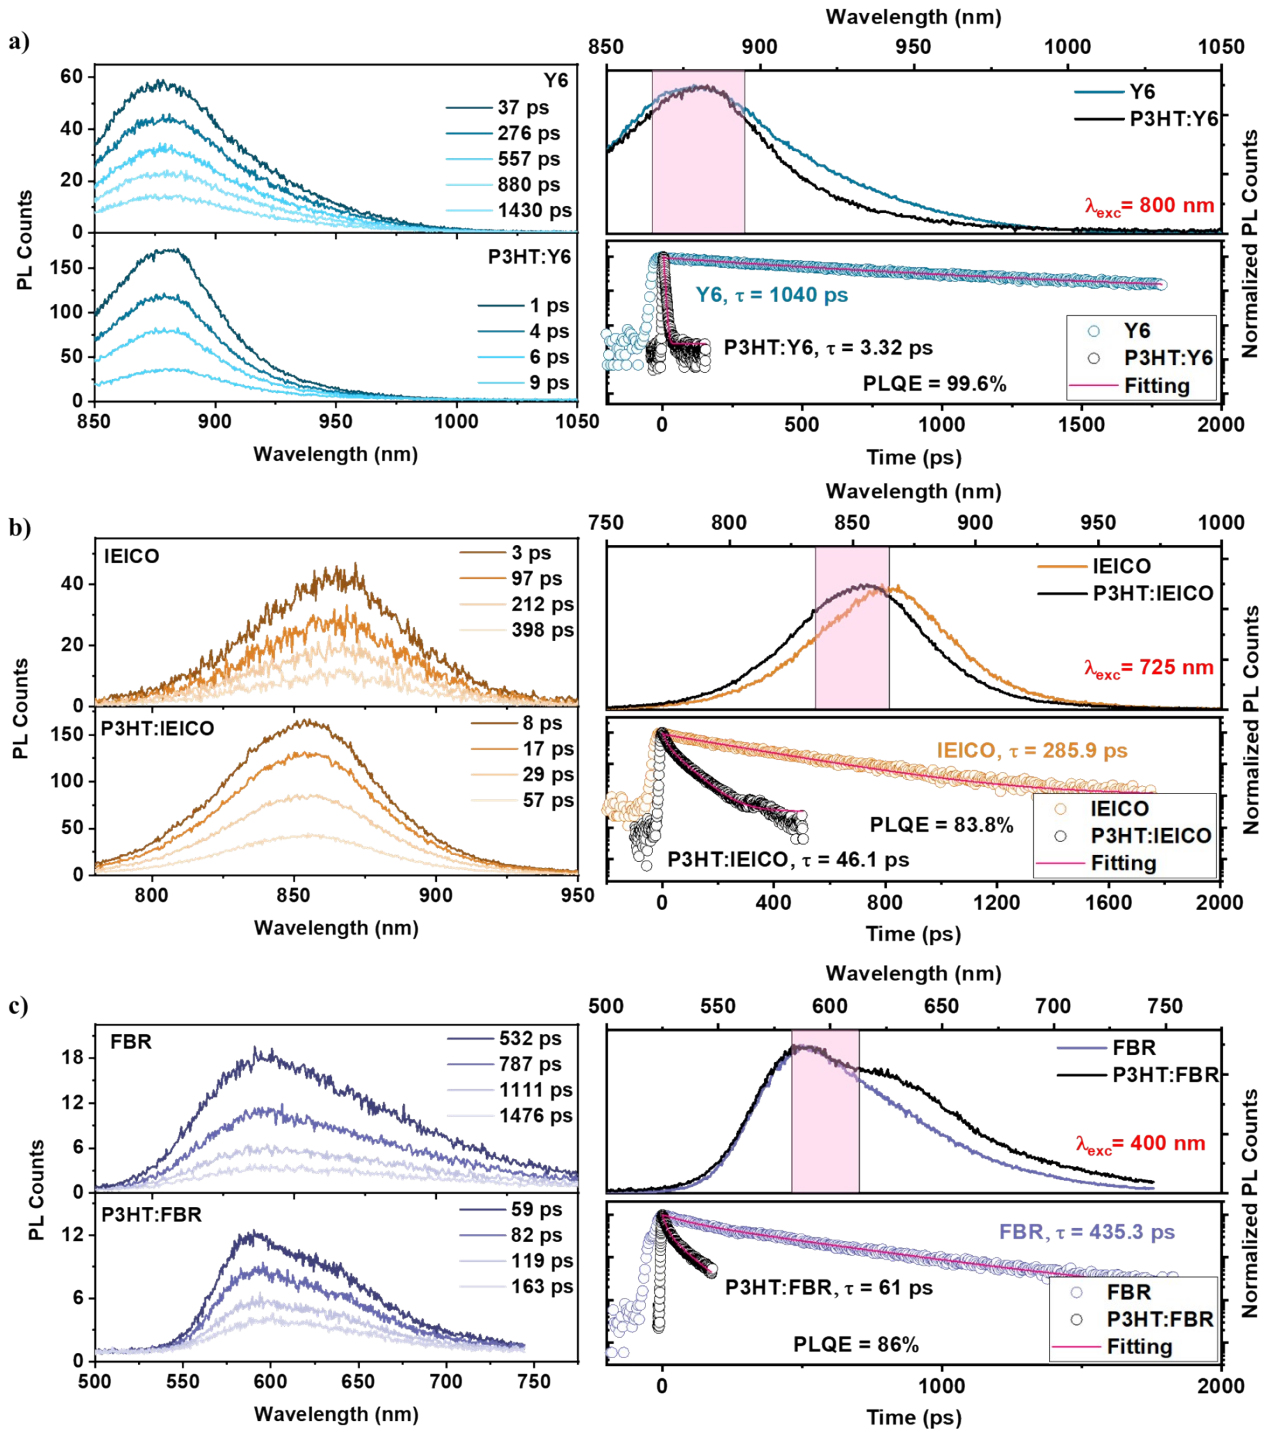 a)
Y6
37 ps
276 ps
557 ps
880 ps
1430 ps
60
40
20
0
P3HT:Y6
1 ps
4 ps
6 ps
9 ps
150
100
50
0
PL Counts
850 900 950 1000 1050
Wavelength (nm)
Wavelength (nm)
850 900 950 1000 1050
Y6
P3HT:Y6
λexc= 800 nm
Y6, τ = 1040 ps
P3HT:Y6, τ = 3.32 ps
PLQE = 99.6%
Y6
P3HT:Y6
Fitting
Normalized PL Counts
0 500 1000 1500 2000
Time (ps)
b)
IEICO
3 ps
97 ps
212 ps
398 ps
40
20
0
P3HT:IEICO
8 ps
17 ps
29 ps
57 ps
150
100
50
0
PL Counts
800 850 900 950
Wavelength (nm)
Wavelength (nm)
750 800 850 900 950 1000
IEICO
P3HT:IEICO
λexc= 725 nm
IEICO, τ = 285.9 ps
PLQE = 83.8%
P3HT:IEICO, τ = 46.1 ps
IEICO
P3HT:IEICO
Fitting
Normalized PL Counts
0 400 800 1200 1600 2000
Time (ps)
c)
FBR
532 ps
787 ps
1111 ps
1476 ps
18
12
6
0
P3HT:FBR
59 ps
82 ps
119 ps
163 ps
12
6
0
PL Counts
500 550 600 650 700 750
Wavelength (nm)
Wavelength (nm)
500 550 600 650 700 750
FBR
P3HT:FBR
λexc= 400 nm
FBR, τ = 435.3 ps
P3HT:FBR, τ = 61 ps
PLQE = 86%
FBR
P3HT:FBR
Fitting
Normalized PL Counts
0 1000 2000
Time (ps)